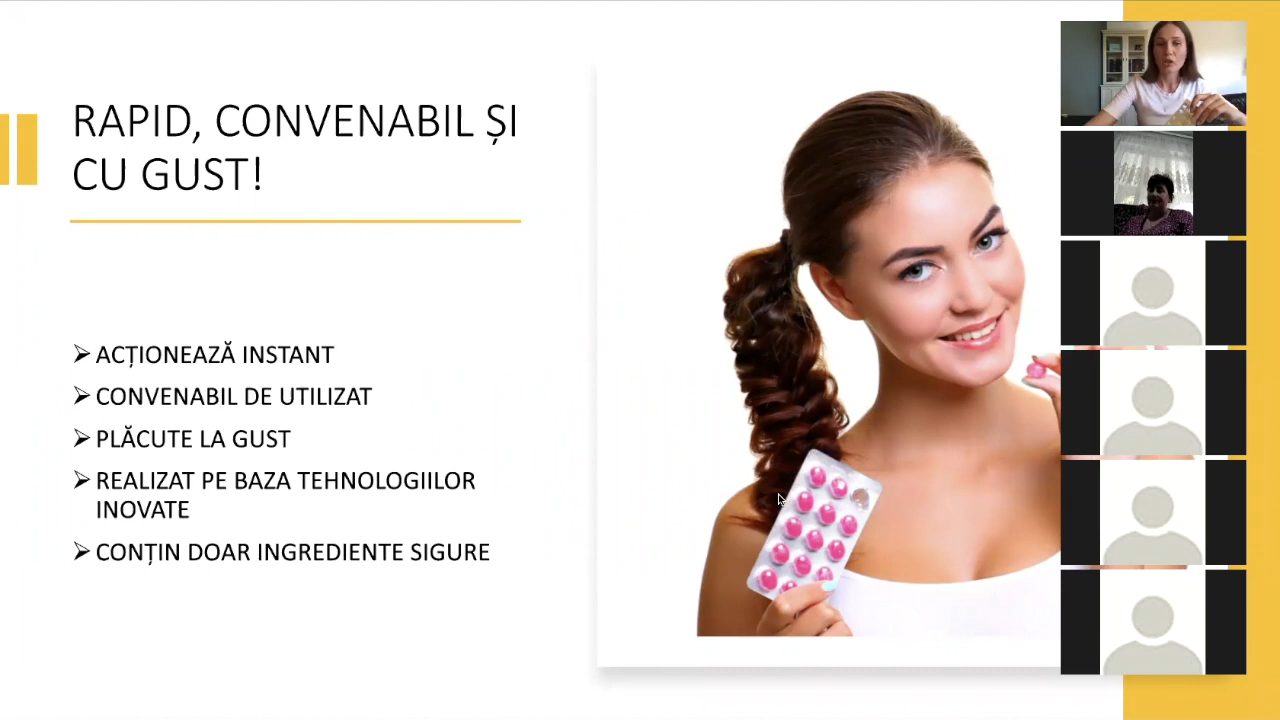 RAPID, CONVENABIL ȘI
CU GUST!
ACȚIONEAZĂ INSTANT
CONVENABIL DE UTILIZAT
PLĂCUTE LA GUST
REALIZAT PE BAZA TEHNOLOGIILOR
INOVATE
CONȚIN DOAR INGREDIENTE SIGURE